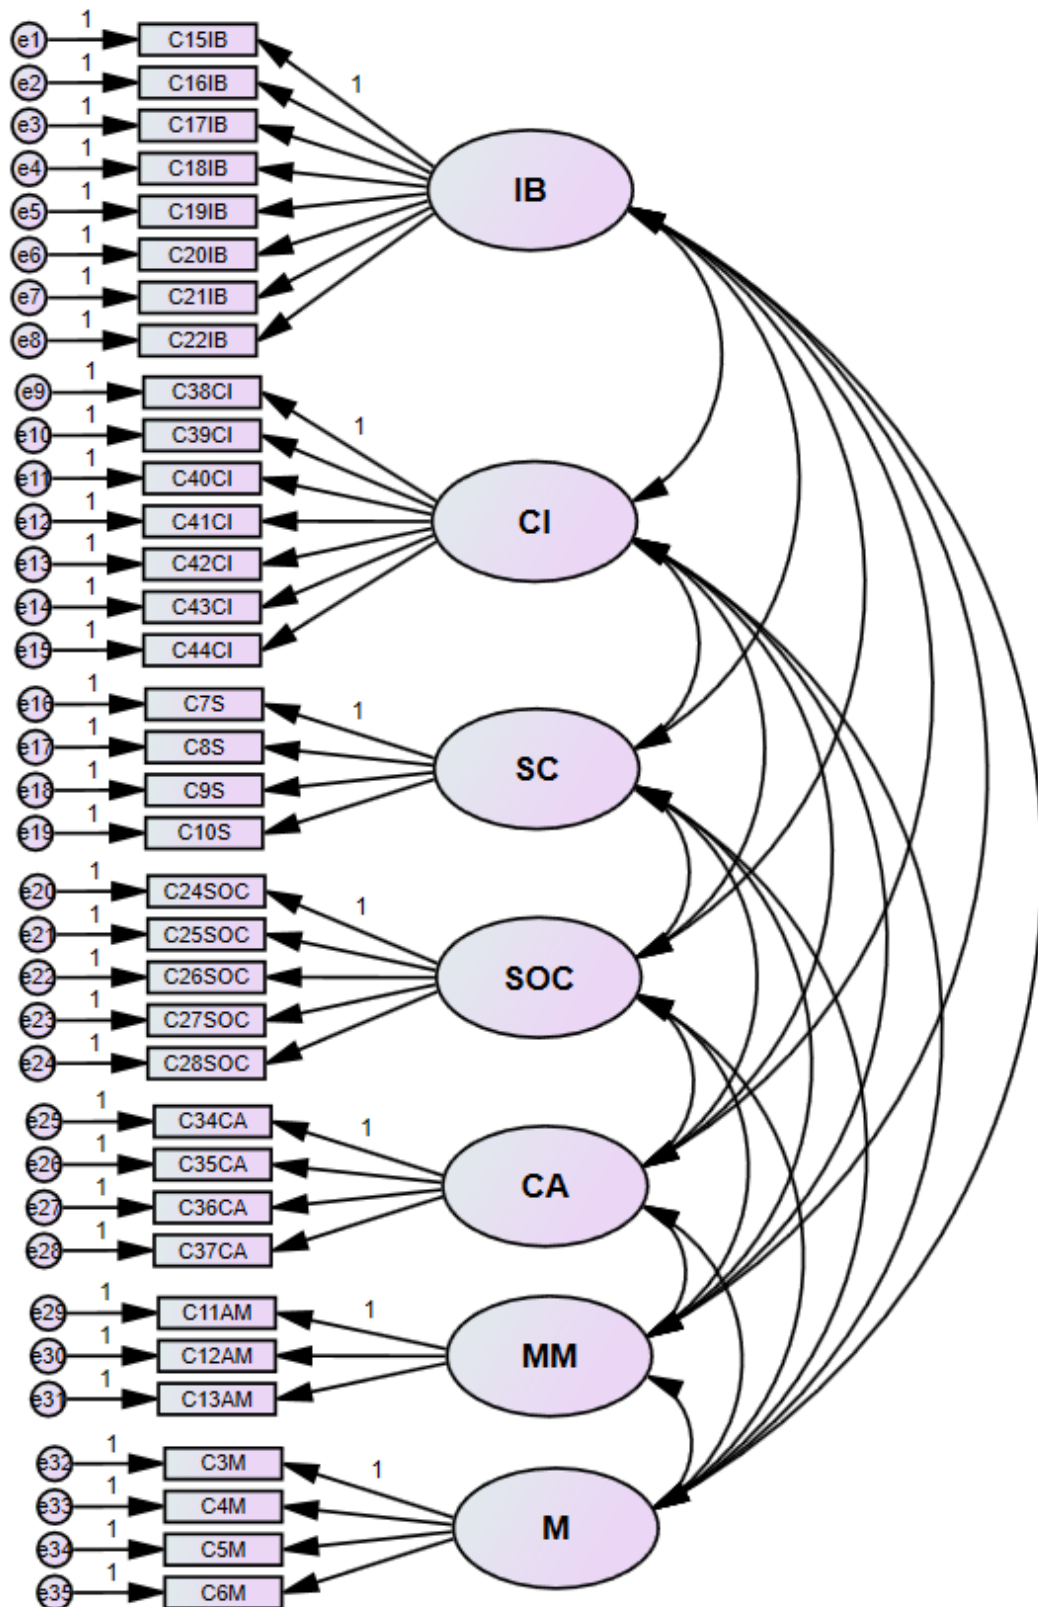 e1 1 C15IB
e2 1 C16IB 1
e3 1 C17IB
e4 1 C18IB IB
e5 1 C19IB
e6 1 C20IB
e7 1 C21IB
e8 1 C22IB
e9 1 C38CI
e10 1 C39CI 1
e11 1 C40CI
e12 1 C41CI CI
e13 1 C42CI
e14 1 C43CI
e15 1 C44CI
e16 1 C7S 1
e17 1 C8S
e18 1 C9S SC
e19 1 C10S
e20 1 C24SOC 1
e21 1 C25SOC
e22 1 C26SOC SOC
e23 1 C27SOC
e24 1 C28SOC
e25 1 C34CA 1
e26 1 C35CA
e27 1 C36CA CA
e28 1 C37CA
e29 1 C11AM 1
e30 1 C12AM MM
e31 1 C13AM
e32 1 C3M 1
e33 1 C4M
e34 1 C5M M
e35 1 C6M